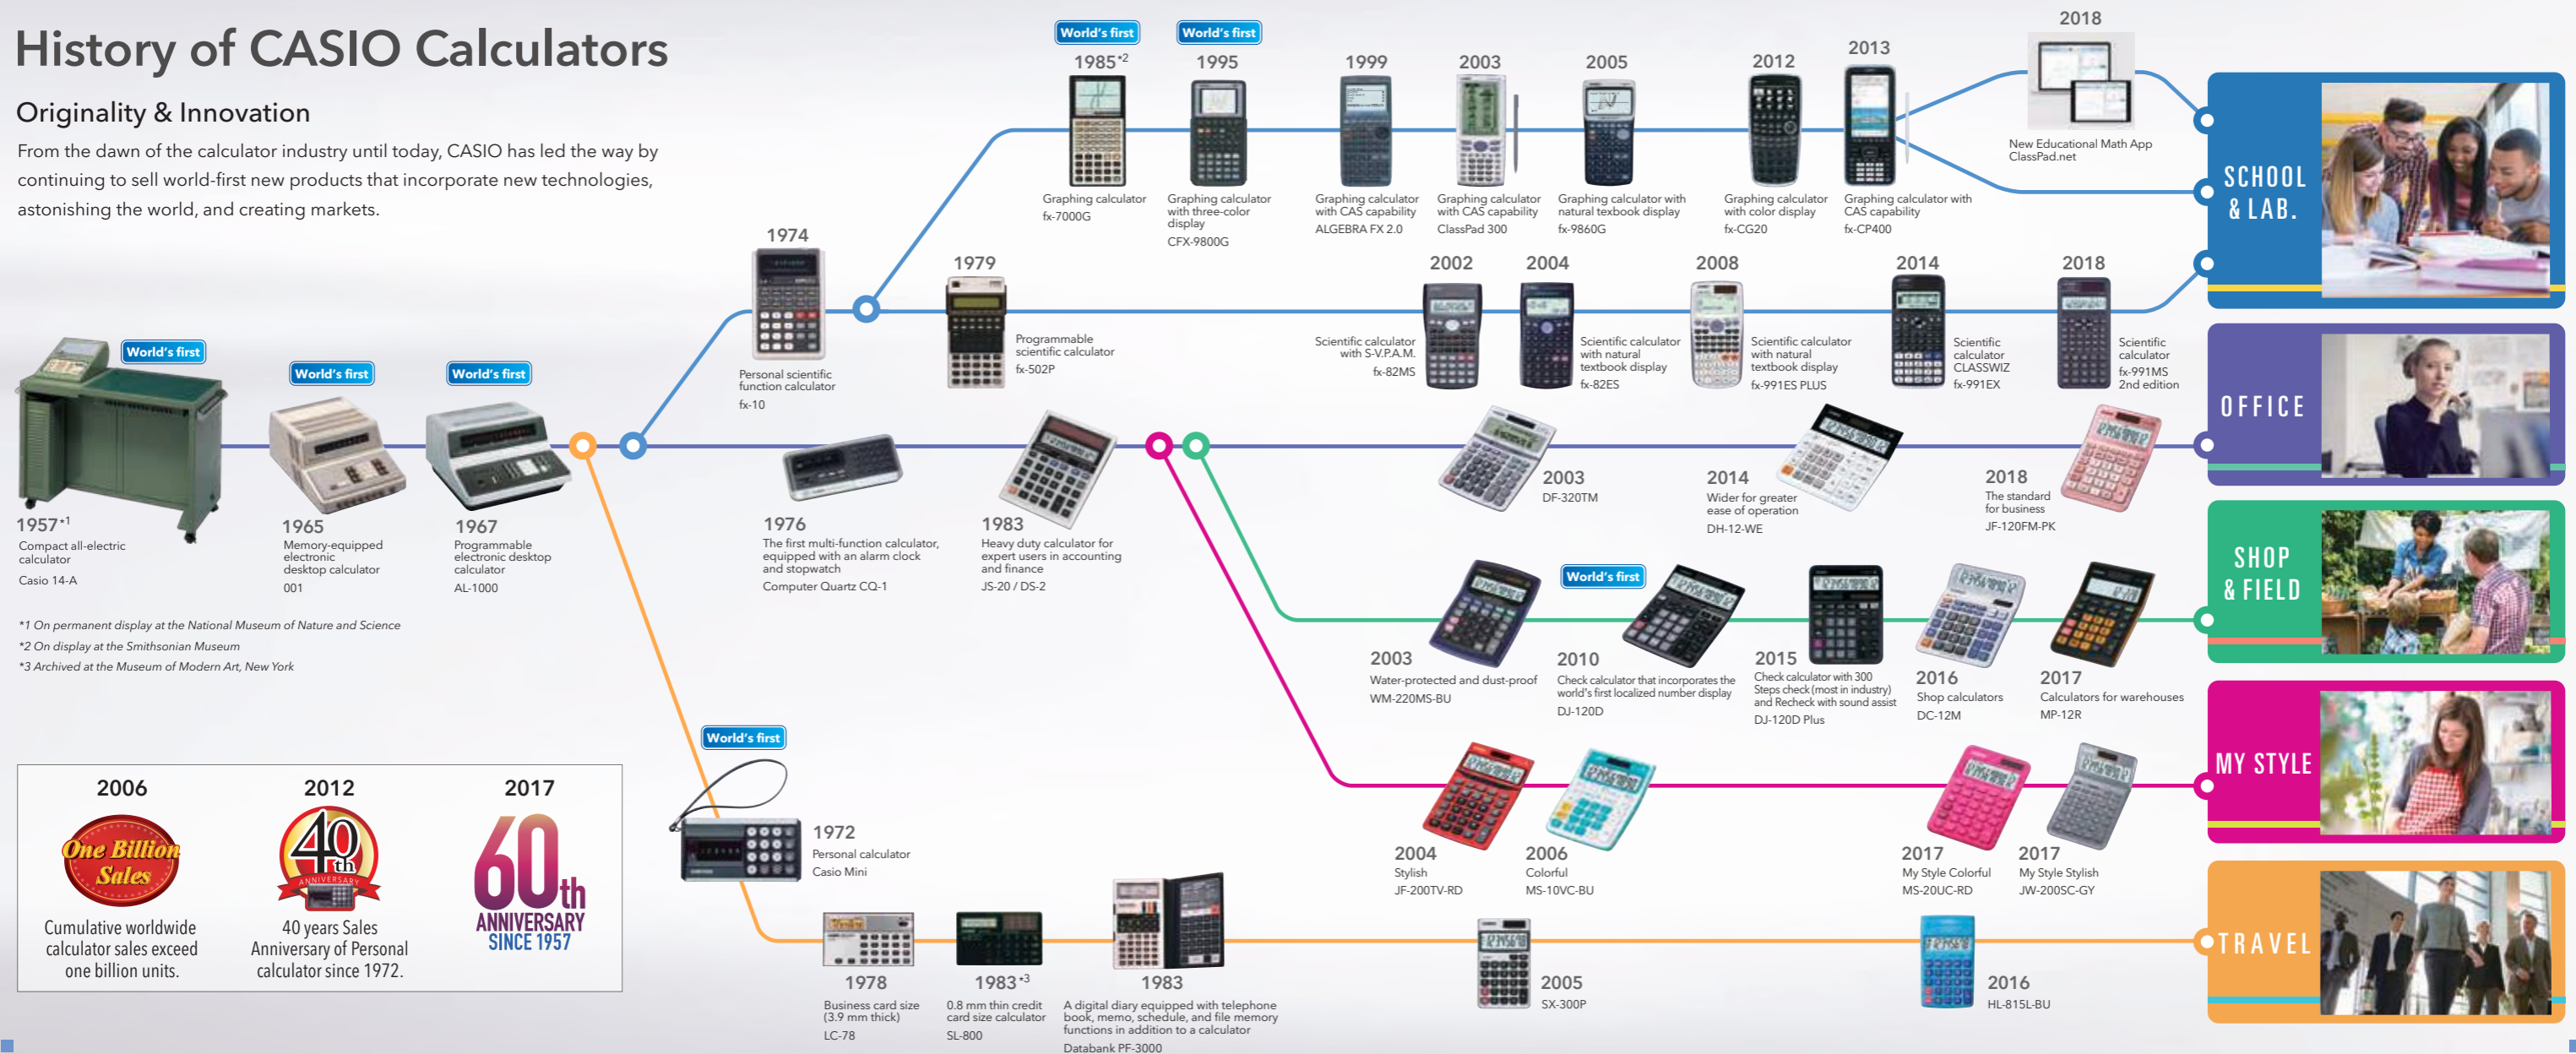 History of CASIO Calculators
Originality & Innovation
From the dawn of the calculator industry until today, CASIO has led the way by
continuing to sell world-first new products that incorporate new technologies,
astonishing the world, and creating markets.
World's first
1985*2
Graphing calculator
fx-7000G
World's first
1995
Graphing calculator
with three-color
display
CFX-9800G
1999
Graphing calculator
with CAS capability
ALGEBRA FX 2.0
2003
Graphing calculator
with CAS capability
ClassPad 300
2005
Graphing calculator with
natural texbook display
fx-9860G
2012
Graphing calculator
with color display
fx-CG20
2013
Graphing calculator with
CAS capability
fx-CP400
2018
New Educational Math App
ClassPad.net
SCHOOL
& LAB.
1974
Personal scientific
function calculator
fx-10
1979
Programmable
scientific calculator
fx-502P
2002
Scientific calculator
with S-V.P.A.M.
fx-82MS
2004
Scientific calculator
with natural
textbook display
fx-82ES
2008
Scientific calculator
with natural
textbook display
fx-991ES PLUS
2014
Scientific
calculator
CLASSWIZ
fx-991EX
2018
Scientific
calculator
fx-991MS
2nd edition
World's first
1957*1
Compact all-electric
calculator
Casio 14-A
World's first
1965
Memory-equipped
electronic
desktop calculator
001
World's first
1967
Programmable
electronic desktop
calculator
AL-1000
1976
The first multi-function calculator,
equipped with an alarm clock
and stopwatch
Computer Quartz CQ-1
1983
Heavy duty calculator for
expert users in accounting
and finance
JS-20 / DS-2
2003
DF-320TM
2014
Wider for greater
ease of operation
DH-12-WE
2018
The standard
for business
JF-120FM-PK
OFFICE
*1 On permanent display at the National Museum of Nature and Science
*2 On display at the Smithsonian Museum
*3 Archived at the Museum of Modern Art, New York
2003
Water-protected and dust-proof
WM-220MS-BU
World's first
2010
Check calculator that incorporates the
world's first localized number display
DJ-120D
2015
Check calculator with 300
Steps check (most in industry)
and Recheck with sound assist
DJ-120D Plus
2016
Shop calculators
DC-12M
2017
Calculators for warehouses
MP-12R
SHOP
& FIELD
2004
Stylish
JF-200TV-RD
2006
Colorful
MS-10VC-BU
2017
My Style Colorful
MS-20UC-RD
2017
My Style Stylish
JW-200SC-GY
MY STYLE
World's first
1972
Personal calculator
Casio Mini
1978
Business card size
(3.9 mm thick)
LC-78
1983*3
0.8 mm thin credit
card size calculator
SL-800
1983
A digital diary equipped with telephone
book, memo, schedule, and file memory
functions in addition to a calculator
Databank PF-3000
2005
SX-300P
2016
HL-815L-BU
TRAVEL
2006
One Billion
Sales
Cumulative worldwide
calculator sales exceed
one billion units.
2012
40th
ANNIVERSARY
40 years Sales
Anniversary of Personal
calculator since 1972.
2017
60th
ANNIVERSARY
SINCE 1957